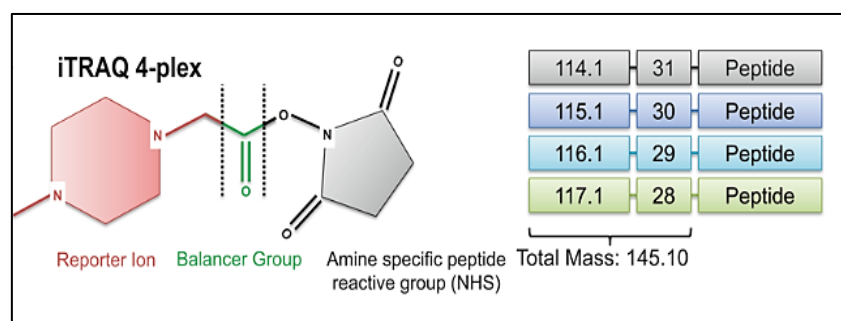 iTRAQ 4-plex
N
N
O
O
N
O
O
Reporter Ion
Balancer Group
Amine specific peptide
reactive group (NHS)
114.1 31 Peptide
115.1 30 Peptide
116.1 29 Peptide
117.1 28 Peptide
Total Mass: 145.10